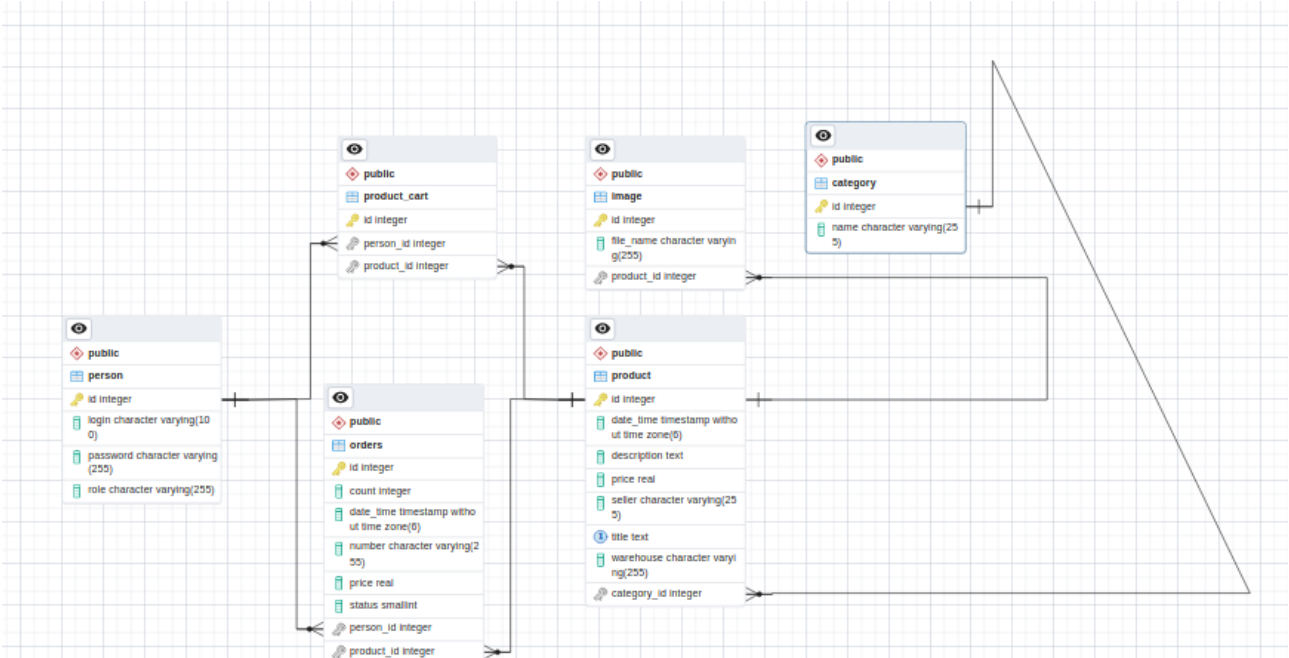 public
product_cart
id integer
person_id integer
product_id integer
public
image
id integer
file_name character varyin
g(255)
product_id integer
public
category
id integer
name character varying(25
5)
public
person
id integer
login character varying(10
0)
password character varying
(255)
role character varying(255)
public
orders
id integer
count integer
date_time timestamp witho
ut time zone(6)
number character varying(2
55)
price real
status smallint
person_id integer
product_id integer
public
product
id integer
date_time timestamp witho
ut time zone(6)
description text
price real
seller character varying(25
5)
title text
warehouse character varyi
ng(255)
category_id integer